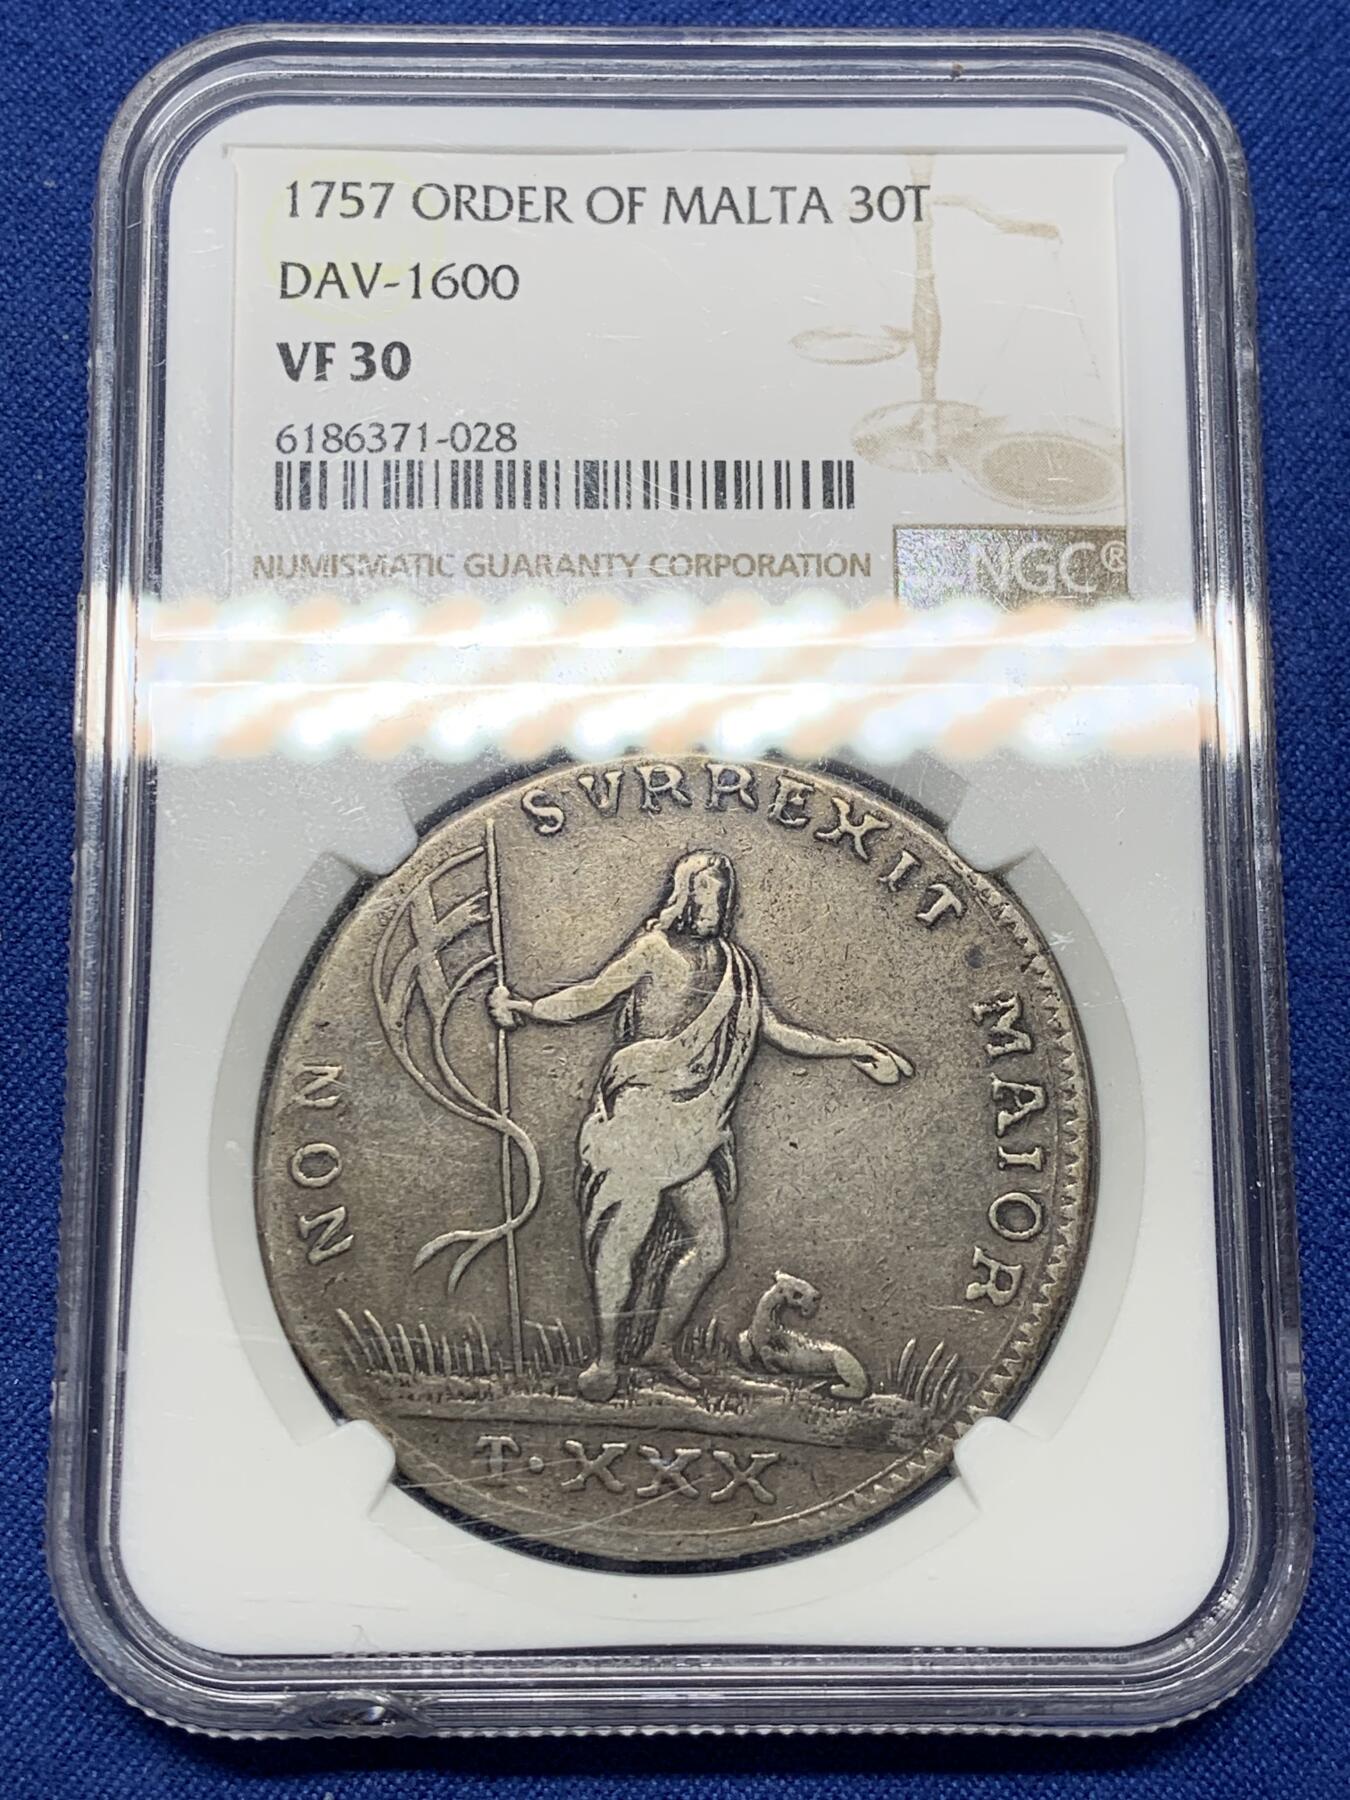 1757 ORDER OF MALTA 30T
DAV-1600
VF 30
6186371-028
NUMISMATIC GUARANTY CORPORATION
NGC®
NON SVRREXIT MAIOR
T·XXX